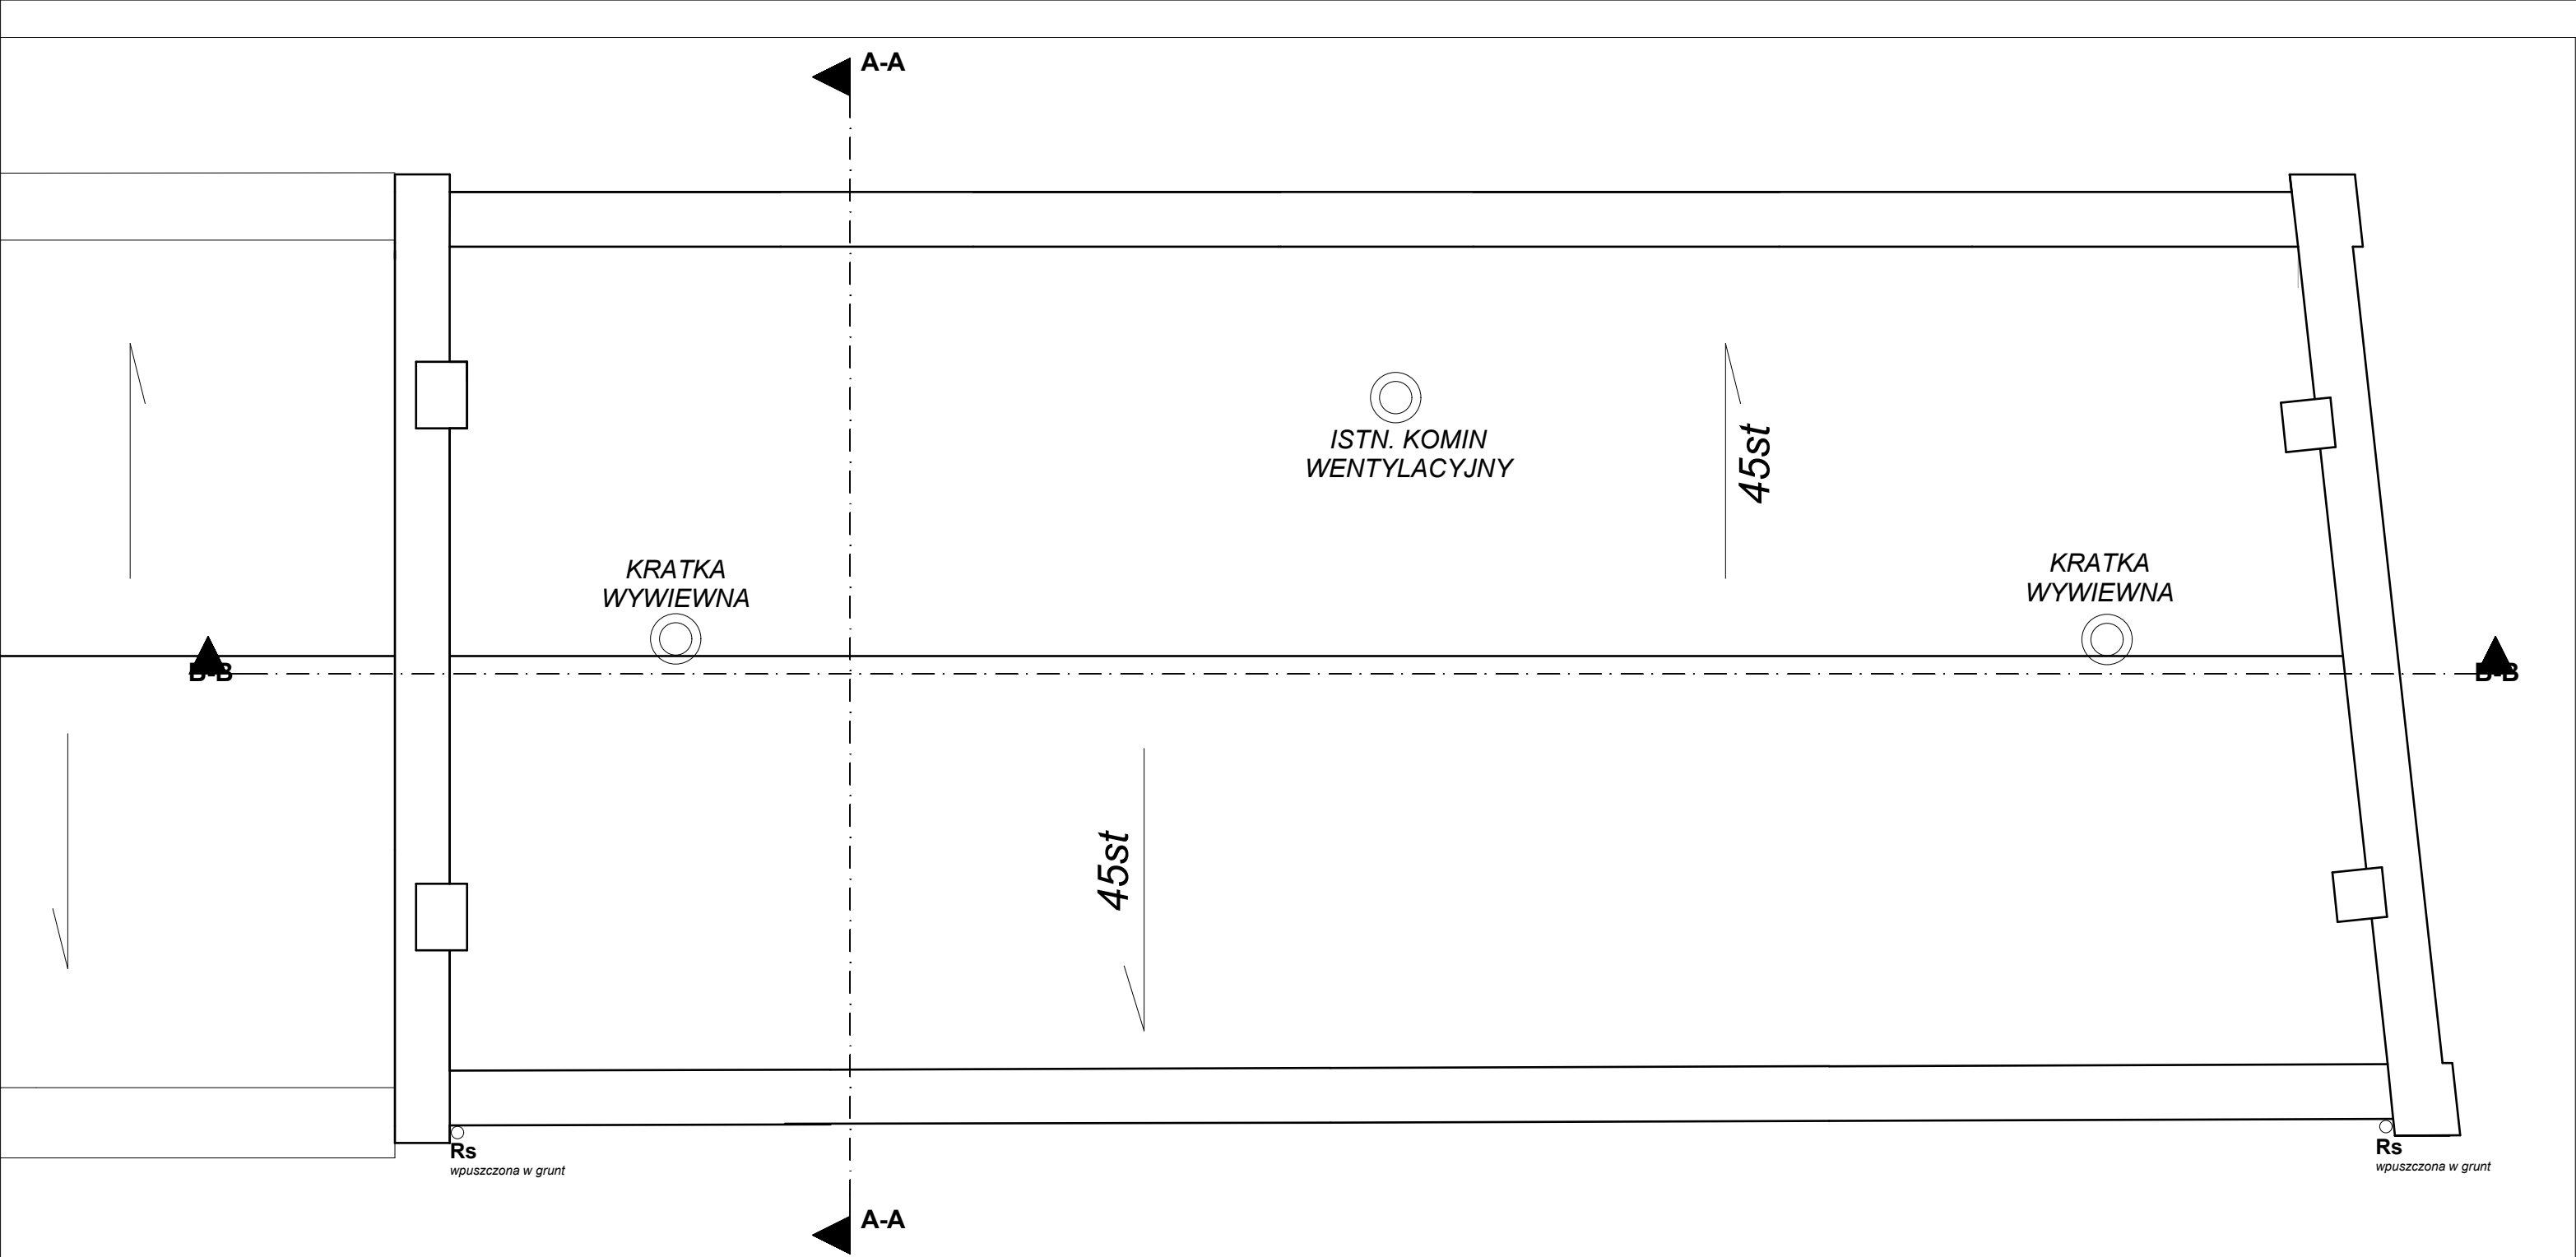 A-A
ISTN. KOMIN
WENTYLACYJNY
45st
KRATKA
WYWIEWNA
KRATKA
WYWIEWNA
B-B
B-B
45st
Rs
wpuszczona w grunt
Rs
wpuszczona w grunt
A-A